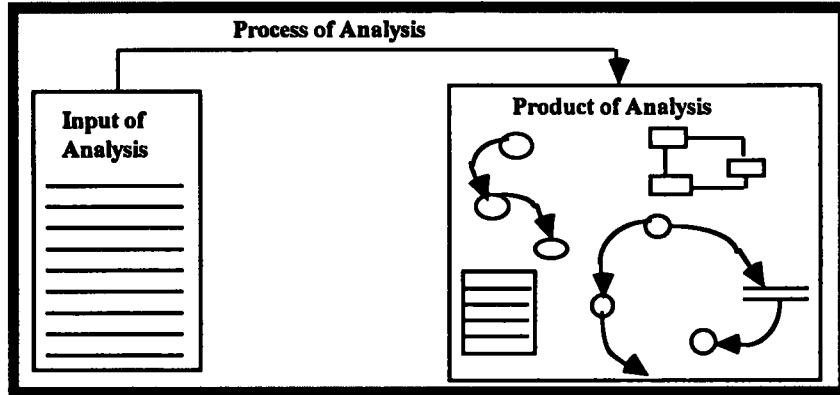 Process of Analysis
Input of
Analysis
Product of Analysis